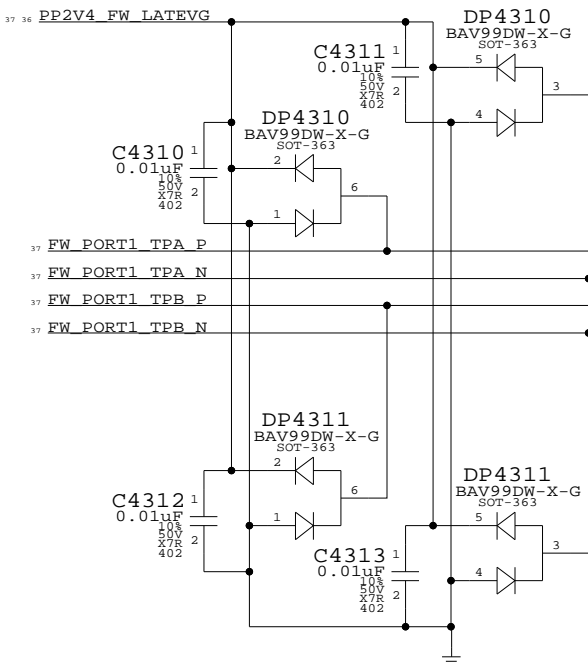 37 36 PP2V4_FW_LATEVG
DP4310
BAV99DW-X-G
SOT-363
C4311
0.01uF
10%
50V
X7R
402
1
2
5
4
3
DP4310
BAV99DW-X-G
SOT-363
C4310
0.01uF
10%
50V
X7R
402
1
2
2
1
6
37 FW_PORT1_TPA_P
37 FW_PORT1_TPA_N
37 FW_PORT1_TPB_P
37 FW_PORT1_TPB_N
DP4311
BAV99DW-X-G
SOT-363
C4312
0.01uF
10%
50V
X7R
402
1
2
2
1
6
DP4311
BAV99DW-X-G
SOT-363
C4313
0.01uF
10%
50V
X7R
402
1
2
5
4
3